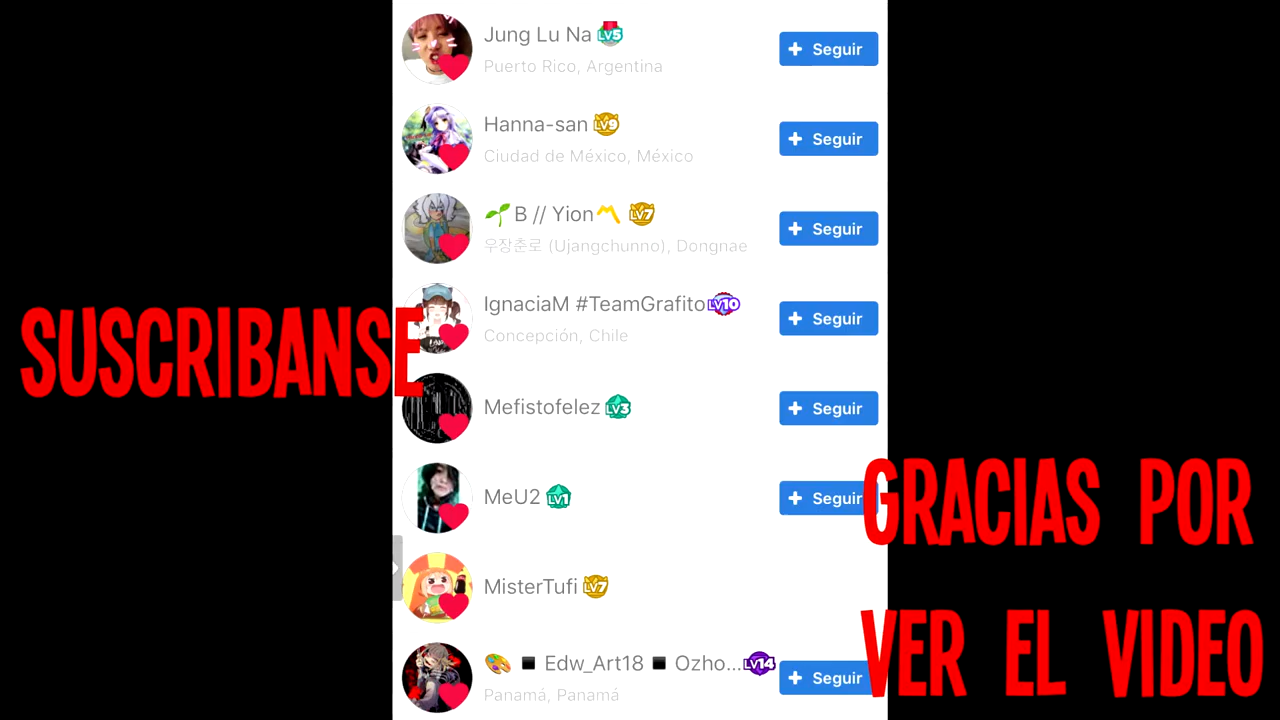 Jung Lu Na LV5
Puerto Rico, Argentina
+ Seguir
Hanna-san LV9
Ciudad de México, México
+ Seguir
🌱 B // Yion〽️ LV7
우장춘로 (Ujangchunno), Dongnae
+ Seguir
IgnaciaM #TeamGrafito LV10
Concepción, Chile
+ Seguir
SUSCRIBANSE
Mefistofelez LV3
+ Seguir
MeU2 LV1
+ Seguir
GRACIAS POR
VER EL VIDEO
MisterTufi LV7
🎨 ◾ Edw_Art18 ◾ Ozho... LV14
Panamá, Panamá
+ Seguir